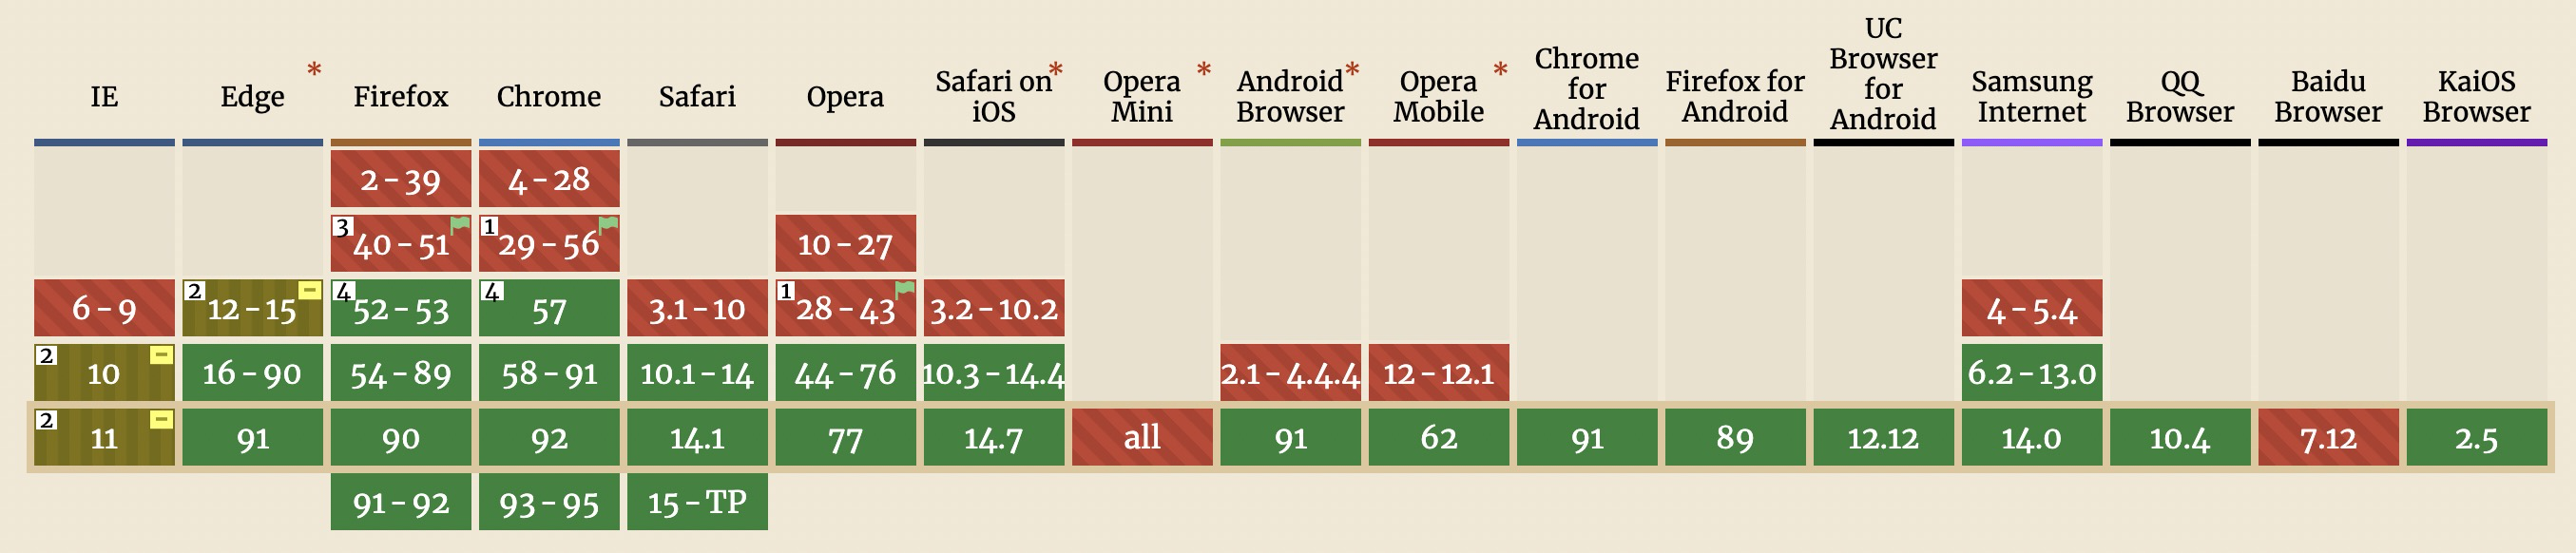 IE
Edge *
Firefox
Chrome
Safari
Opera
Safari on *
iOS
Opera *
Mini
Android *
Browser
Opera *
Mobile
Chrome
for
Android
Firefox for
Android
UC
Browser
for
Android
Samsung
Internet
QQ
Browser
Baidu
Browser
KaiOS
Browser
2-39
4-28
3 40-51
1 29-56
10-27
6-9
2 12-15 -
4 52-53
4 57
3.1-10
1 28-43
3.2-10.2
4-5.4
2 10 -
16-90
54-89
58-91
10.1-14
44-76
10.3-14.4
2.1-4.4.4
12-12.1
6.2-13.0
2 11 -
91
90
92
14.1
77
14.7
all
91
62
91
89
12.12
14.0
10.4
7.12
2.5
91-92
93-95
15-TP